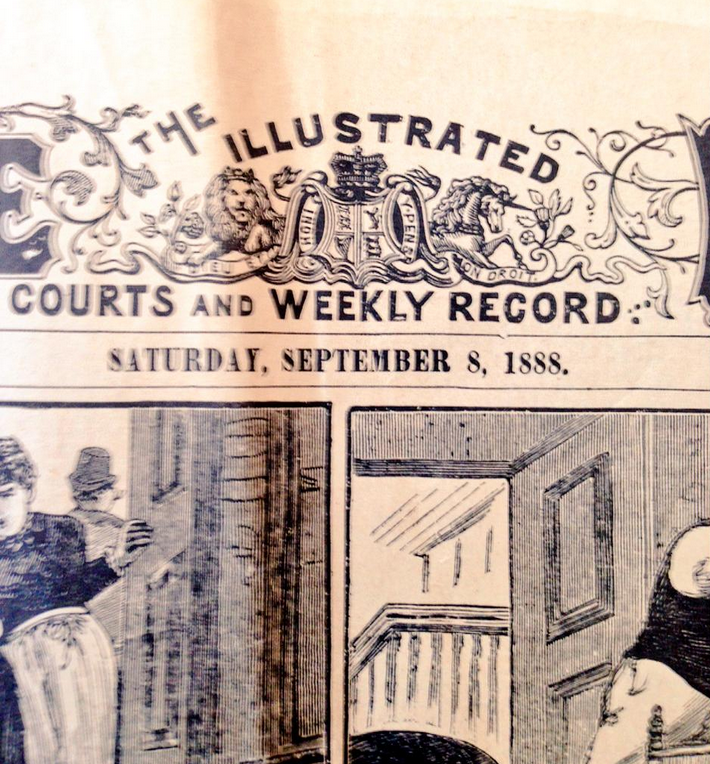 THE ILLUSTRATED
COURTS AND WEEKLY RECORD.
SATURDAY, SEPTEMBER 8, 1888.